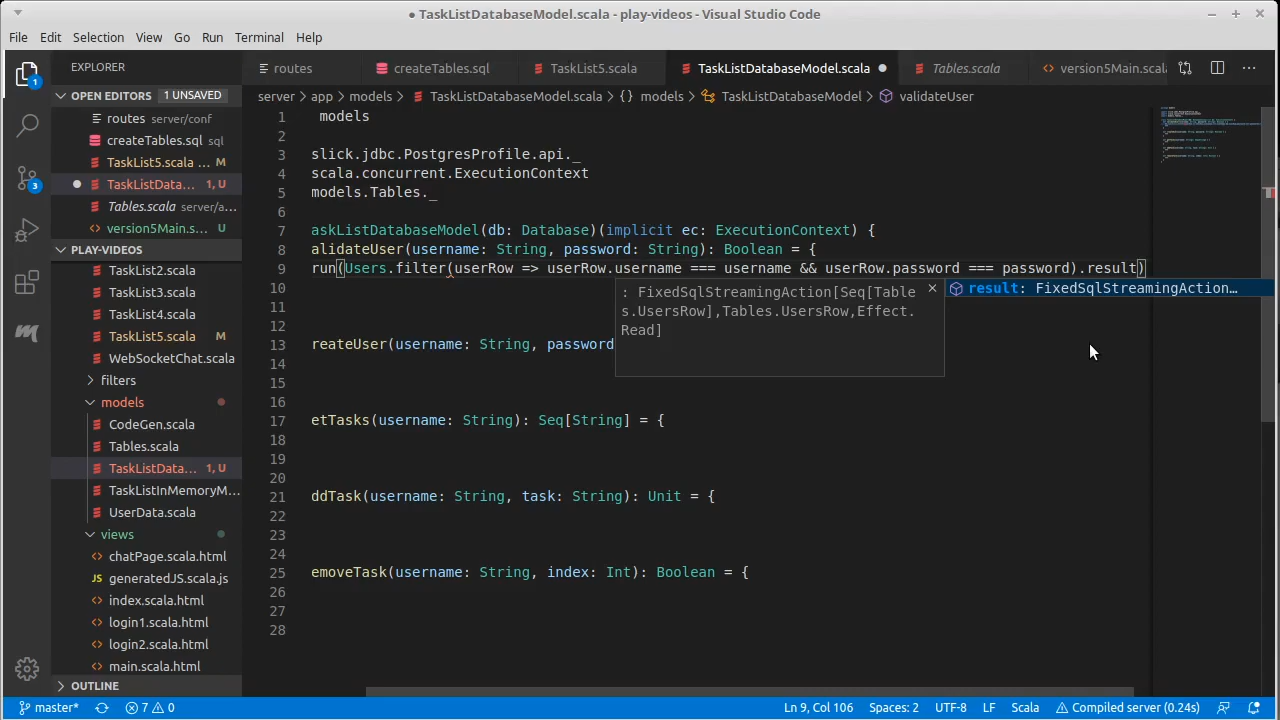 ● TaskListDatabaseModel.scala - play-videos - Visual Studio Code
File Edit Selection View Go Run Terminal Help
EXPLORER
routes createTables.sql TaskList5.scala TaskListDatabaseModel.scala ● Tables.scala version5Main.scal
OPEN EDITORS 1 UNSAVED
server > app > models > TaskListDatabaseModel.scala > {} models > TaskListDatabaseModel > validateUser
routes server/conf
createTables.sql sql
TaskList5.scala ... M
TaskListData... 1, U
Tables.scala server/a...
version5Main.s... U
PLAY-VIDEOS
TaskList2.scala
TaskList3.scala
TaskList4.scala
TaskList5.scala M
WebSocketChat.scala
filters
models
CodeGen.scala
Tables.scala
TaskListData... 1, U
TaskListInMemoryM...
UserData.scala
views
chatPage.scala.html
JS generatedJS.scala.js
index.scala.html
login1.scala.html
login2.scala.html
main.scala.html
OUTLINE
1 models
2
3 slick.jdbc.PostgresProfile.api._
4 scala.concurrent.ExecutionContext
5 models.Tables._
6
7 askListDatabaseModel(db: Database)(implicit ec: ExecutionContext) {
8 alidateUser(username: String, password: String): Boolean = {
9 run(Users.filter(userRow => userRow.username === username && userRow.password === password).result)
10
11
12
13 reateUser(username: String, password
14
15
16
17 etTasks(username: String): Seq[String] = {
18
19
20
21 ddTask(username: String, task: String): Unit = {
22
23
24
25 emoveTask(username: String, index: Int): Boolean = {
26
27
28
: FixedSqlStreamingAction[Seq[Table
s.UsersRow],Tables.UsersRow,Effect.
Read]
result: FixedSqlStreamingAction…
1
3
master* 7 0 Ln 9, Col 106 Spaces: 2 UTF-8 LF Scala Compiled server (0.24s)